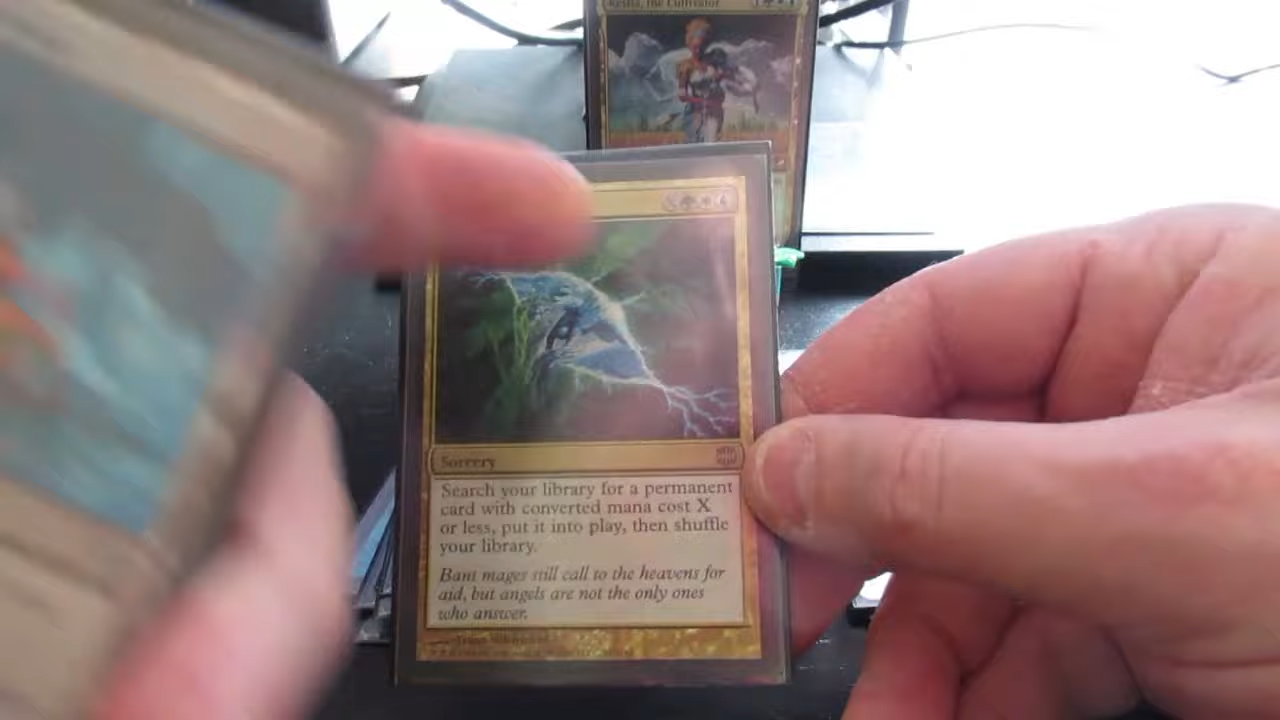 Kestia, the Cultivator
X
Sorcery
Search your library for a permanent
card with converted mana cost X
or less, put it into play, then shuffle
your library.
Bant mages still call to the heavens for
aid, but angels are not the only ones
who answer.